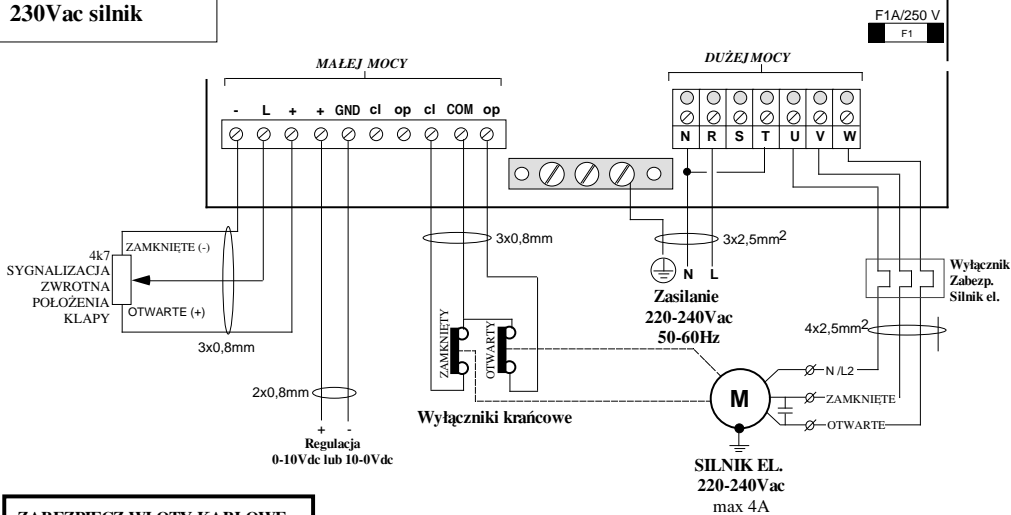 230Vac silnik
F1A/250 V
F1
MAŁEJ MOCY
DUŻEJ MOCY
- L + + GND cl op cl COM op
N R S T U V W
4k7
SYGNALIZACJA
ZWROTNA
POŁOŻENIA
KLAPY
ZAMKNIĘTE (-)
OTWARTE (+)
3x0,8mm
2x0,8mm
+ -
Regulacja
0-10Vdc lub 10-0Vdc
3x0,8mm
ZAMKNIĘTY
OTWARTY
Wyłączniki krańcowe
3x2,5mm2
N L
Zasilanie
220-240Vac
50-60Hz
Wyłącznik
Zabezp.
Silnik el.
4x2,5mm2
N /L2
ZAMKNIĘTE
OTWARTE
M
SILNIK EL.
220-240Vac
max 4A
ZABEZPIECZ WLOTY KABLOWE